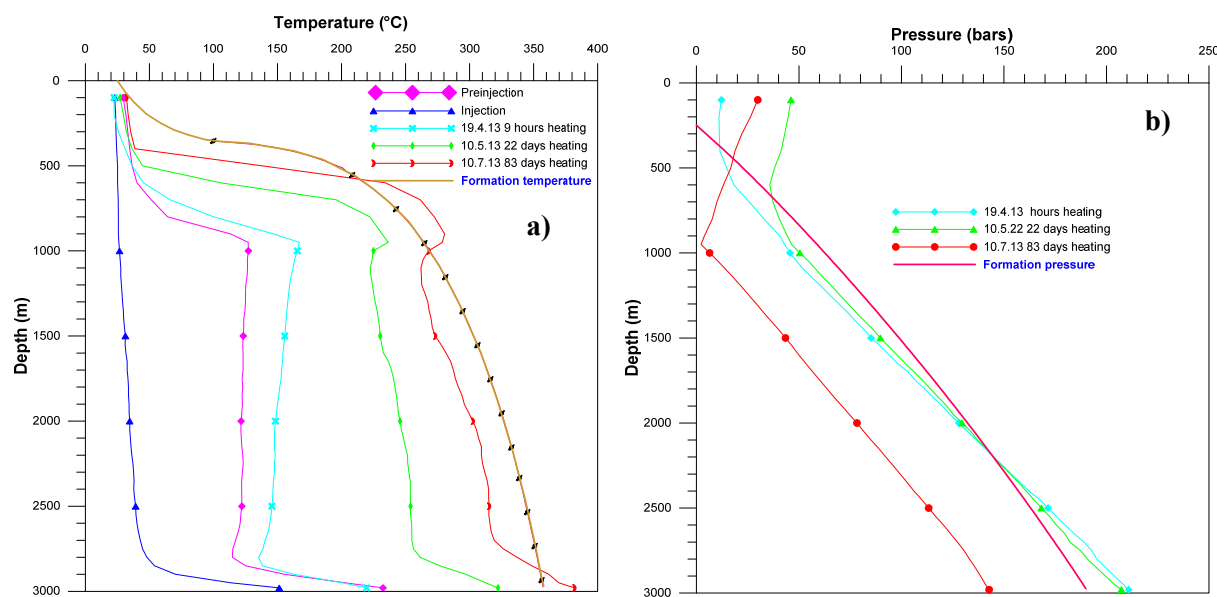 Temperature (°C)
0 50 100 150 200 250 300 350 400
0
500
1000
1500
2000
2500
3000
Depth (m)
Preinjection
Injection
19.4.13 9 hours heating
10.5.13 22 days heating
10.7.13 83 days heating
Formation temperature
a)
Pressure (bars)
0 50 100 150 200 250
0
500
1000
1500
2000
2500
3000
Depth (m)
b)
19.4.13 hours heating
10.5.22 22 days heating
10.7.13 83 days heating
Formation pressure